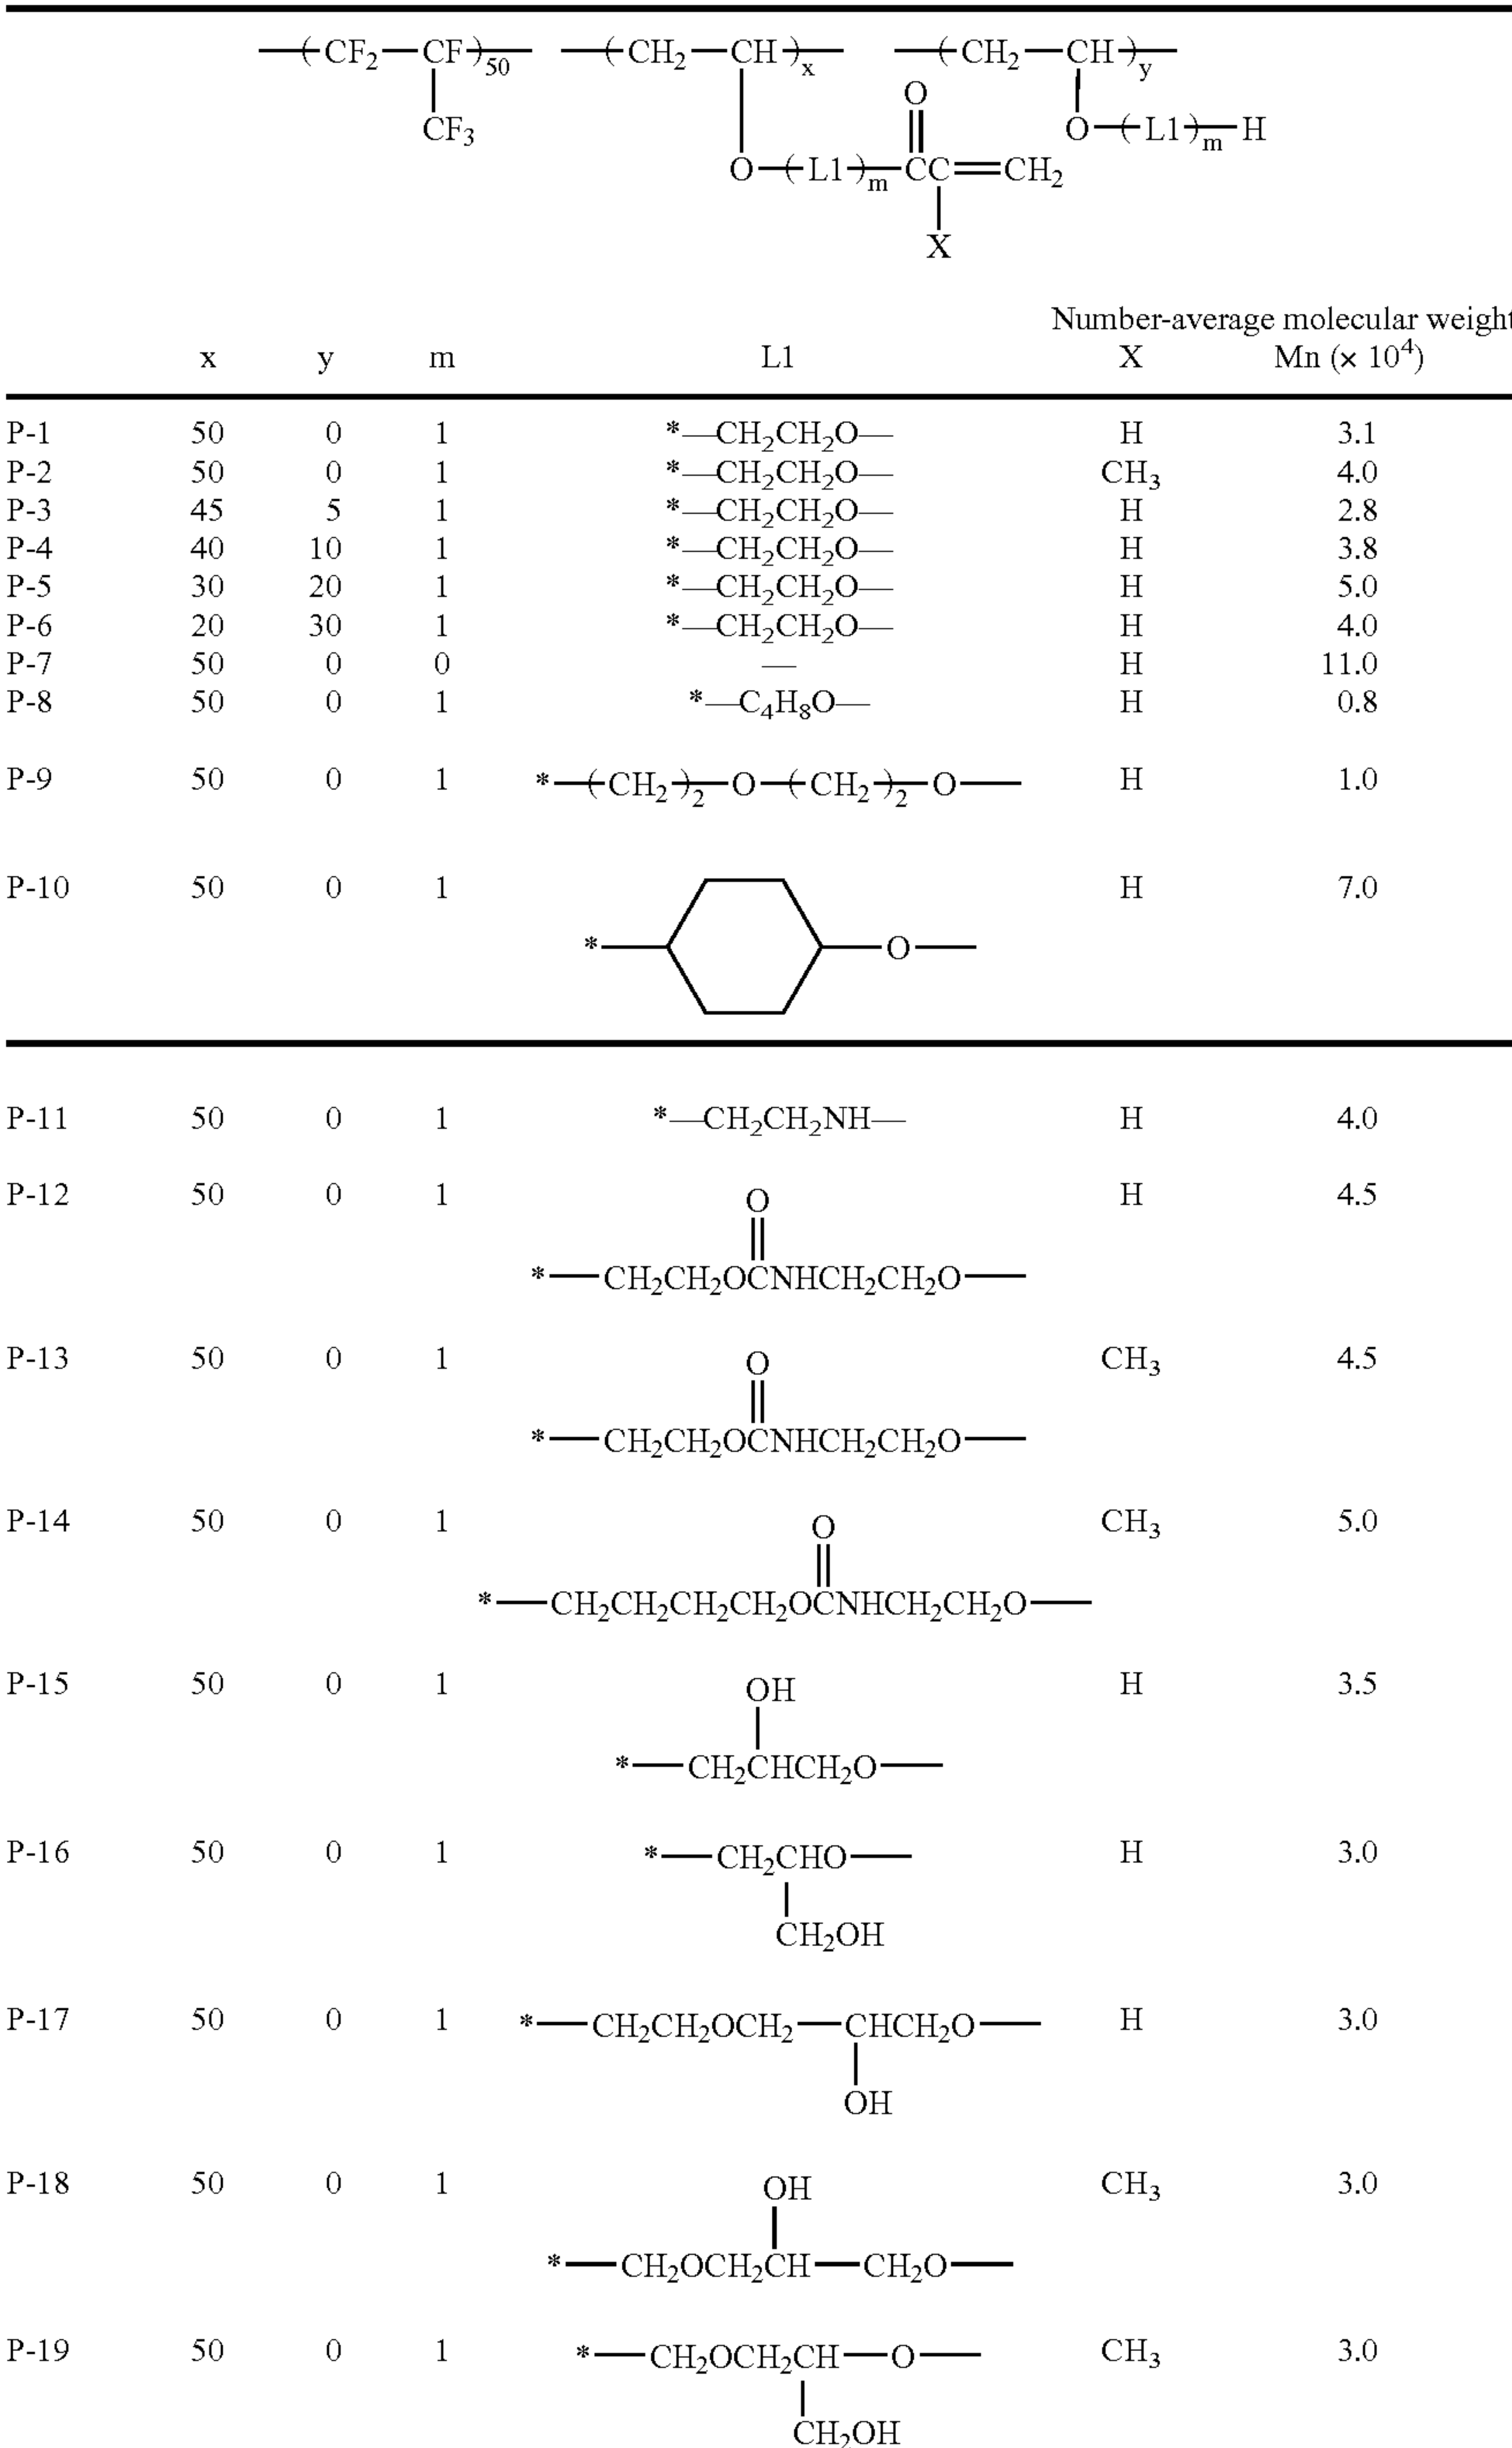 —(CF₂—CF)₅₀— —(CH₂—CH)ₓ— —(CH₂—CH)ᵧ—
O
CF₃ O—(L1)ₘ—H
O—(L1)ₘ—CC=CH₂
X
Number-average molecular weight
x y m L1 X Mn (× 10⁴)
P-1 50 0 1 *—CH₂CH₂O— H 3.1
P-2 50 0 1 *—CH₂CH₂O— CH₃ 4.0
P-3 45 5 1 *—CH₂CH₂O— H 2.8
P-4 40 10 1 *—CH₂CH₂O— H 3.8
P-5 30 20 1 *—CH₂CH₂O— H 5.0
P-6 20 30 1 *—CH₂CH₂O— H 4.0
P-7 50 0 0 — H 11.0
P-8 50 0 1 *—C₄H₈O— H 0.8
P-9 50 0 1 *—(CH₂)₂—O—(CH₂)₂—O— H 1.0
P-10 50 0 1 H 7.0
*— —O—
P-11 50 0 1 *—CH₂CH₂NH— H 4.0
P-12 50 0 1 O H 4.5
*—CH₂CH₂OCNHCH₂CH₂O—
P-13 50 0 1 O CH₃ 4.5
*—CH₂CH₂OCNHCH₂CH₂O—
P-14 50 0 1 O CH₃ 5.0
*—CH₂CH₂CH₂CH₂OCNHCH₂CH₂O—
P-15 50 0 1 OH H 3.5
*—CH₂CHCH₂O—
P-16 50 0 1 *—CH₂CHO— H 3.0
CH₂OH
P-17 50 0 1 *—CH₂CH₂OCH₂—CHCH₂O— H 3.0
OH
P-18 50 0 1 OH CH₃ 3.0
*—CH₂OCH₂CH—CH₂O—
P-19 50 0 1 *—CH₂OCH₂CH—O— CH₃ 3.0
CH₂OH